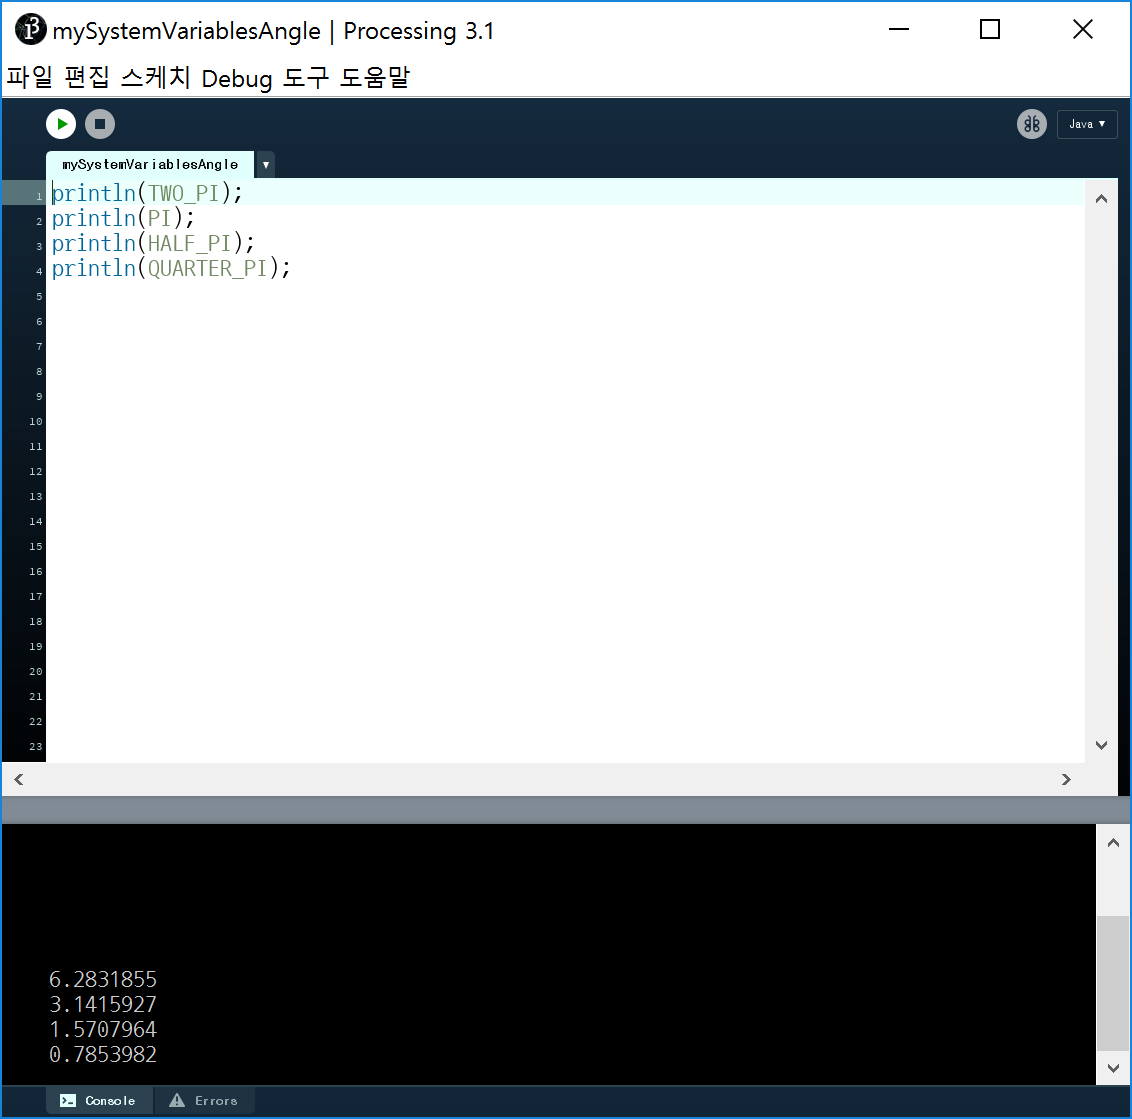 mySystemVariablesAngle | Processing 3.1
파일 편집 스케치 Debug 도구 도움말
Java ▼
mySystemVariablesAngle ▼
1 println(TWO_PI);
2 println(PI);
3 println(HALF_PI);
4 println(QUARTER_PI);
5
6
7
8
9
10
11
12
13
14
15
16
17
18
19
20
21
22
23
6.2831855
3.1415927
1.5707964
0.7853982
Console Errors